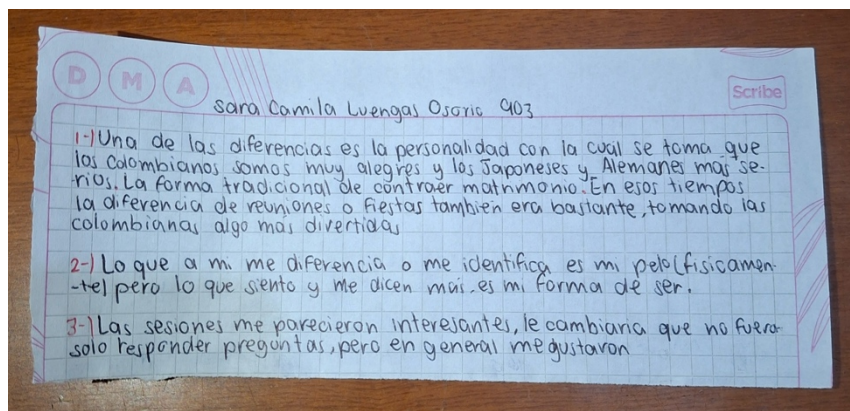 D M A
Scribe
Sara Camila Luengas Osorio 903
1-) Una de las diferencias es la personalidad con la cual se toma que
los colombianos somos muy alegres y los Japoneses y Alemanes mas se-
rios. La forma tradicional de contraer matrimonio. En esos tiempos
la diferencia de reuniones o fiestas tambien era bastante, tomando las
colombianas algo mas divertidas
2-) Lo que a mi me diferencia o me identifica es mi pelo (fisicamen-
-te) pero lo que siento y me dicen mas, es mi forma de ser.
3-) Las sesiones me parecieron interesantes, le cambiaria que no fuera
solo responder preguntas, pero en general me gustaron